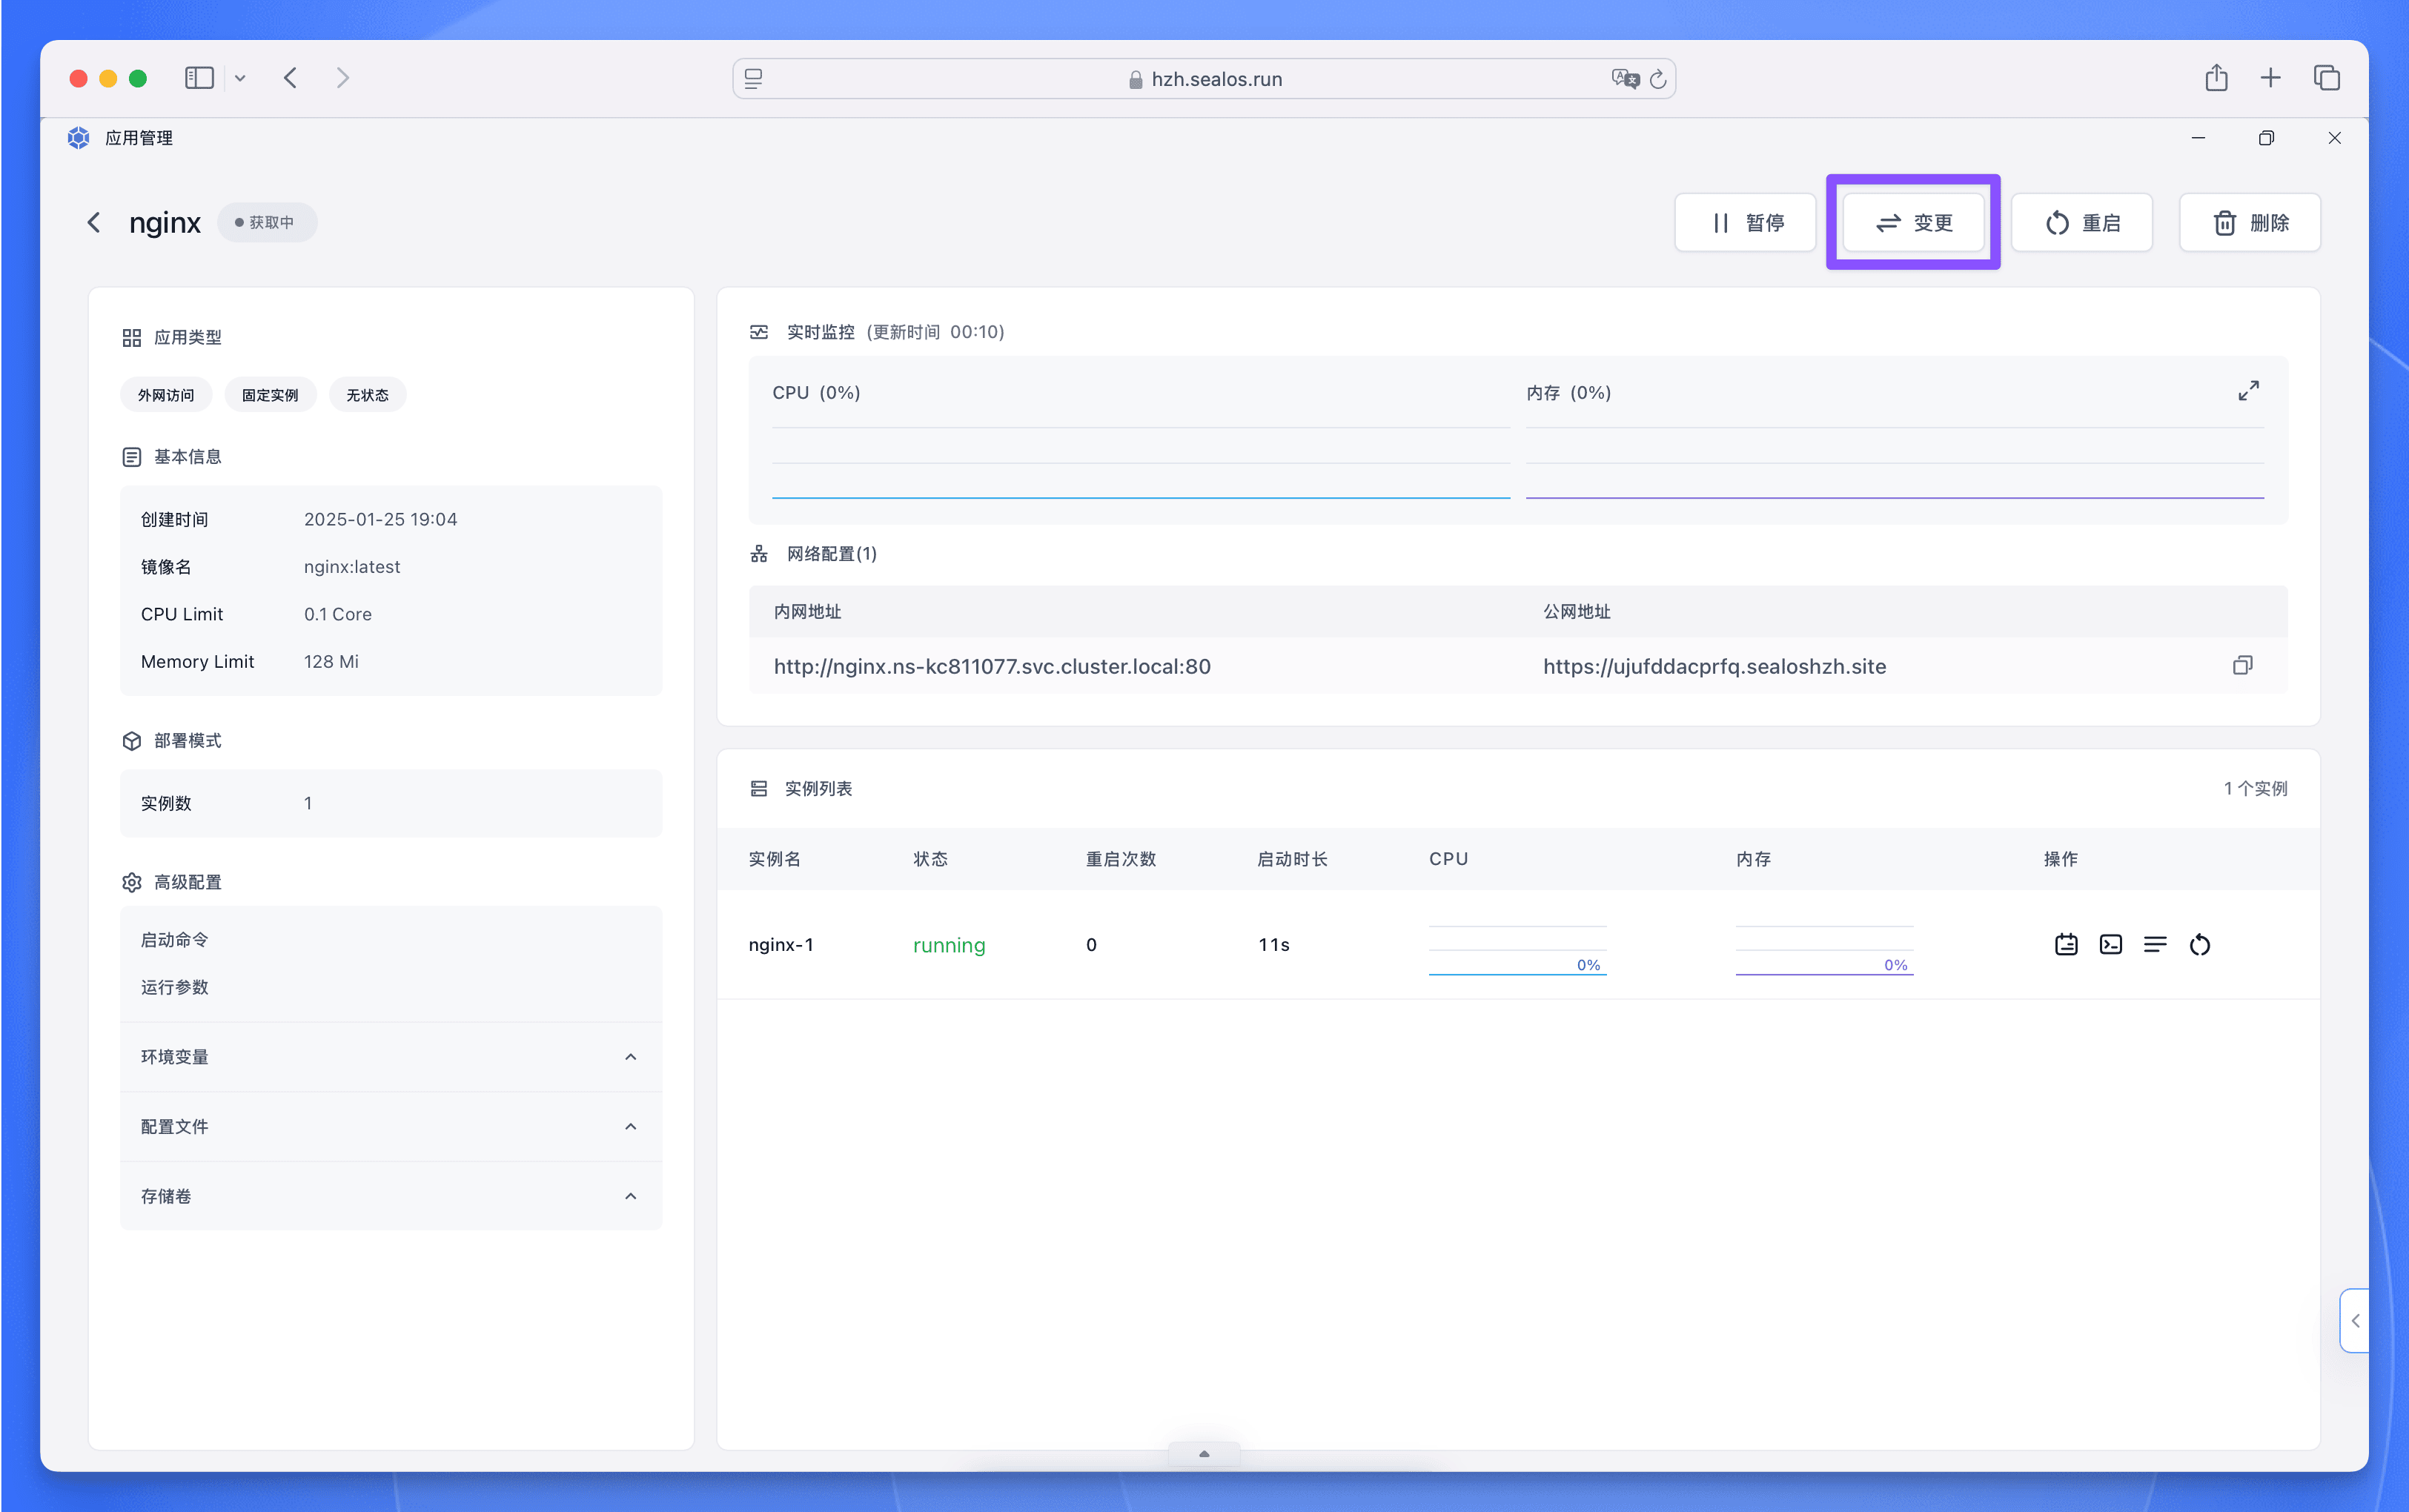 hzh.sealos.run
应用管理
nginx
获取中
暂停
变更
重启
删除
应用类型
外网访问 固定实例 无状态
基本信息
创建时间 2025-01-25 19:04
镜像名 nginx:latest
CPU Limit 0.1 Core
Memory Limit 128 Mi
部署模式
实例数 1
高级配置
启动命令
运行参数
环境变量
配置文件
存储卷
实时监控 (更新时间 00:10)
CPU (0%) 内存 (0%)
网络配置(1)
内网地址 公网地址
http://nginx.ns-kc811077.svc.cluster.local:80 https://ujufddacprfq.sealoshzh.site
实例列表 1 个实例
实例名 状态 重启次数 启动时长 CPU 内存 操作
nginx-1 running 0 11s 0% 0%